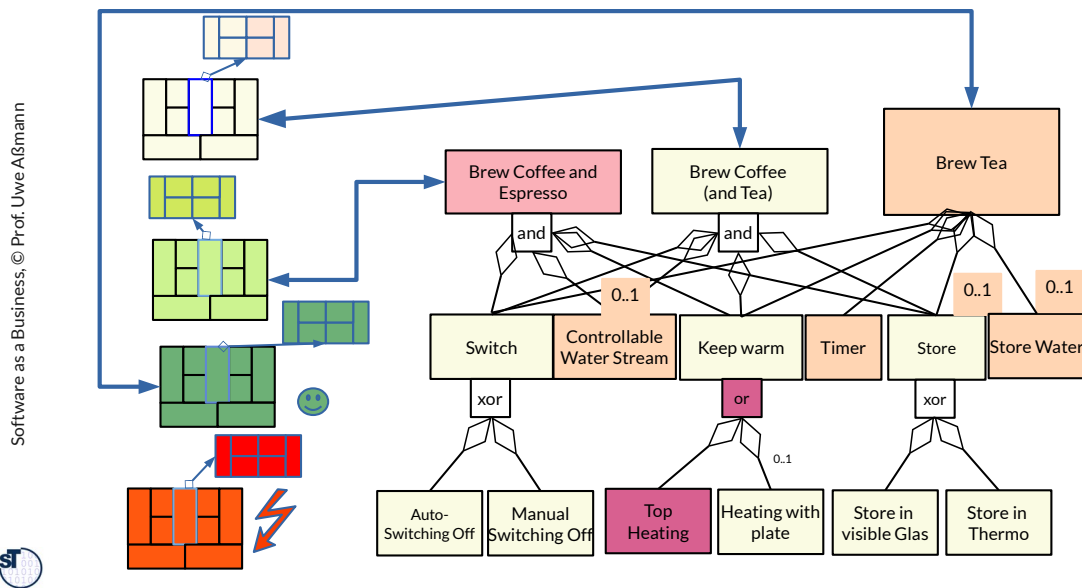 Software as a Business, © Prof. Uwe Aßmann
Brew Coffee and
Espresso
Brew Coffee
(and Tea)
Brew Tea
and
and
0..1
0..1
0..1
Switch
Controllable
Water Stream
Keep warm
Timer
Store
Store Water
xor
or
xor
0..1
Auto-
Switching Off
Manual
Switching Off
Top
Heating
Heating with
plate
Store in
visible Glas
Store in
Thermo
ST